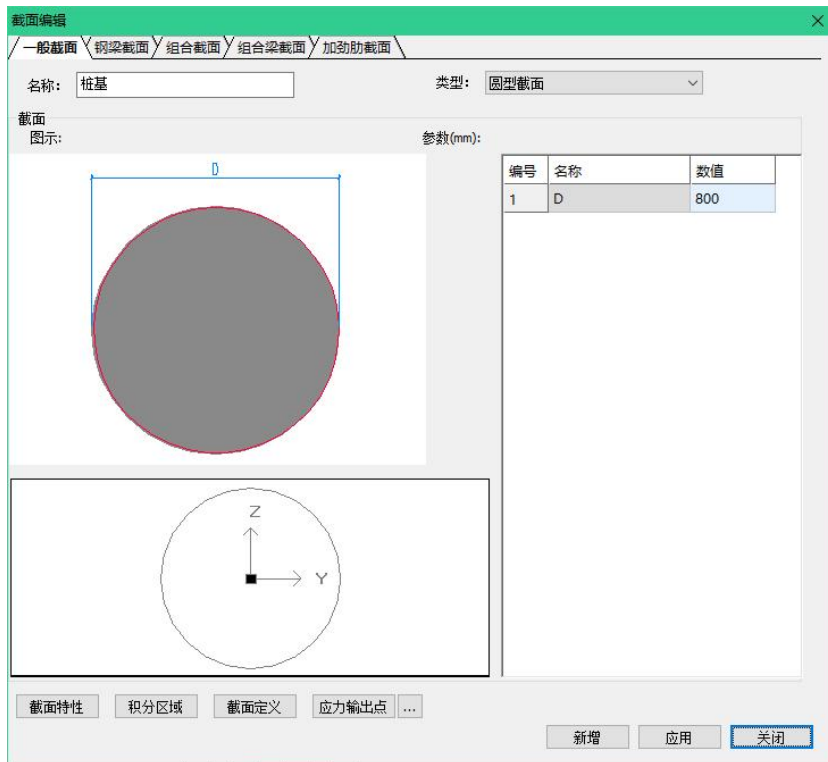 截面编辑
一般截面 钢梁截面 组合截面 组合梁截面 加劲肋截面
名称： 桩基 类型： 圆型截面
截面
图示: 参数(mm):
D
编号 名称 数值
1 D 800
Z
Y
截面特性 积分区域 截面定义 应力输出点 ...
新增 应用 关闭